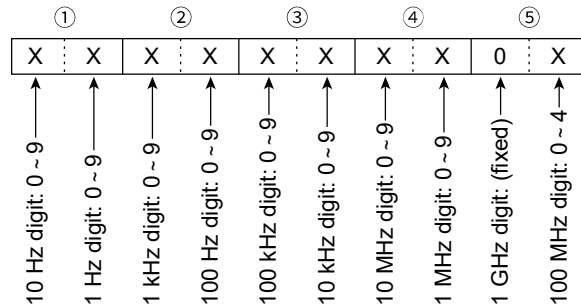 ① ② ③ ④ ⑤
X X X X X X X X 0 X
10 Hz digit: 0 ~ 9
1 Hz digit: 0 ~ 9
1 kHz digit: 0 ~ 9
100 Hz digit: 0 ~ 9
100 kHz digit: 0 ~ 9
10 kHz digit: 0 ~ 9
10 MHz digit: 0 ~ 9
1 MHz digit: 0 ~ 9
1 GHz digit: (fixed)
100 MHz digit: 0 ~ 4